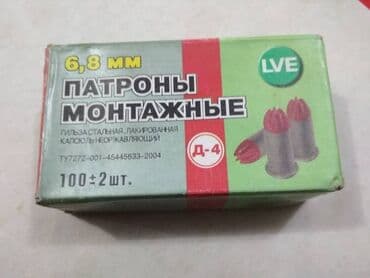 6,8 мм
LVE
ПАТРОНЫ
МОНТАЖНЫЕ
ГИЛЬЗА СТАЛЬНАЯ, ЛАКИРОВАННАЯ
КАПСЮЛЬ НЕОРЖАВЛЯЮЩИЙ
Д-4
ТУ7272-001-45445633-2004
100±2шт.